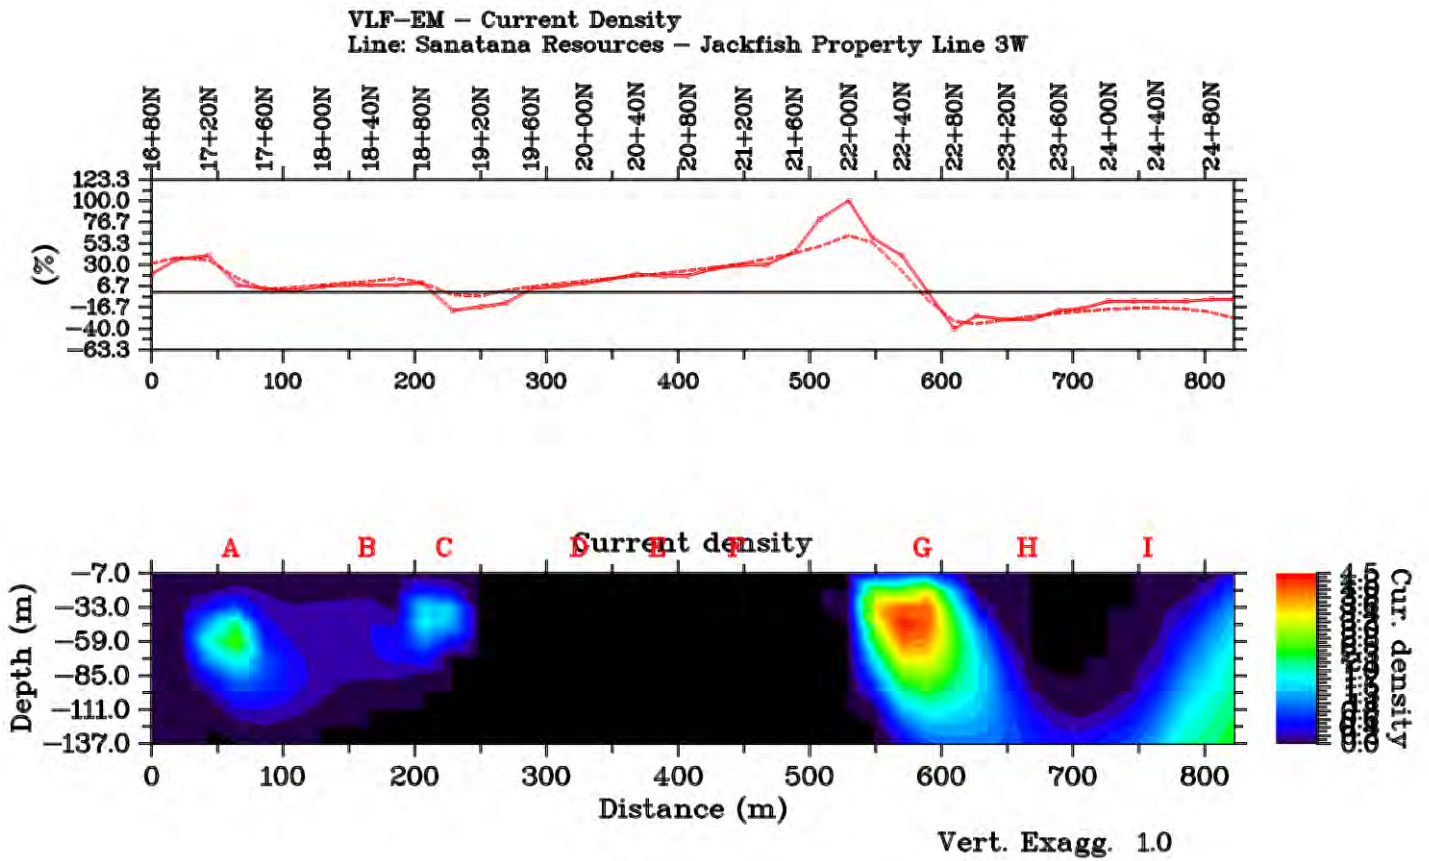 VLF-EM - Current Density
Line: Sanatana Resources - Jackfish Property Line 3W
16+80N 17+20N 17+60N 18+00N 18+40N 18+80N 19+20N 19+60N 20+00N 20+40N 20+80N 21+20N 21+60N 22+00N 22+40N 22+80N 23+20N 23+60N 24+00N 24+40N 24+80N
(%)
123.3
100.0
76.7
53.3
30.0
6.7
-16.7
-40.0
-63.3
0 100 200 300 400 500 600 700 800
Current density
A B C D E F G H I
Depth (m)
-7.0
-33.0
-59.0
-85.0
-111.0
-137.0
0 100 200 300 400 500 600 700 800
Distance (m)
4.5
0.0
Cur. density
Vert. Exagg. 1.0